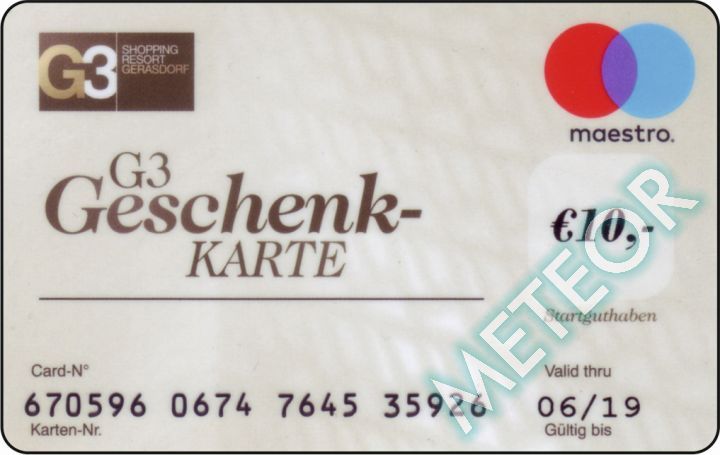 G3
SHOPPING
RESORT
GERASDORF
maestro.
G3
Geschenk-
KARTE
€10,-
Startguthaben
METEOR
Card-N°
Valid thru
670596 0674 7645 35926
06/19
Karten-Nr.
Gültig bis